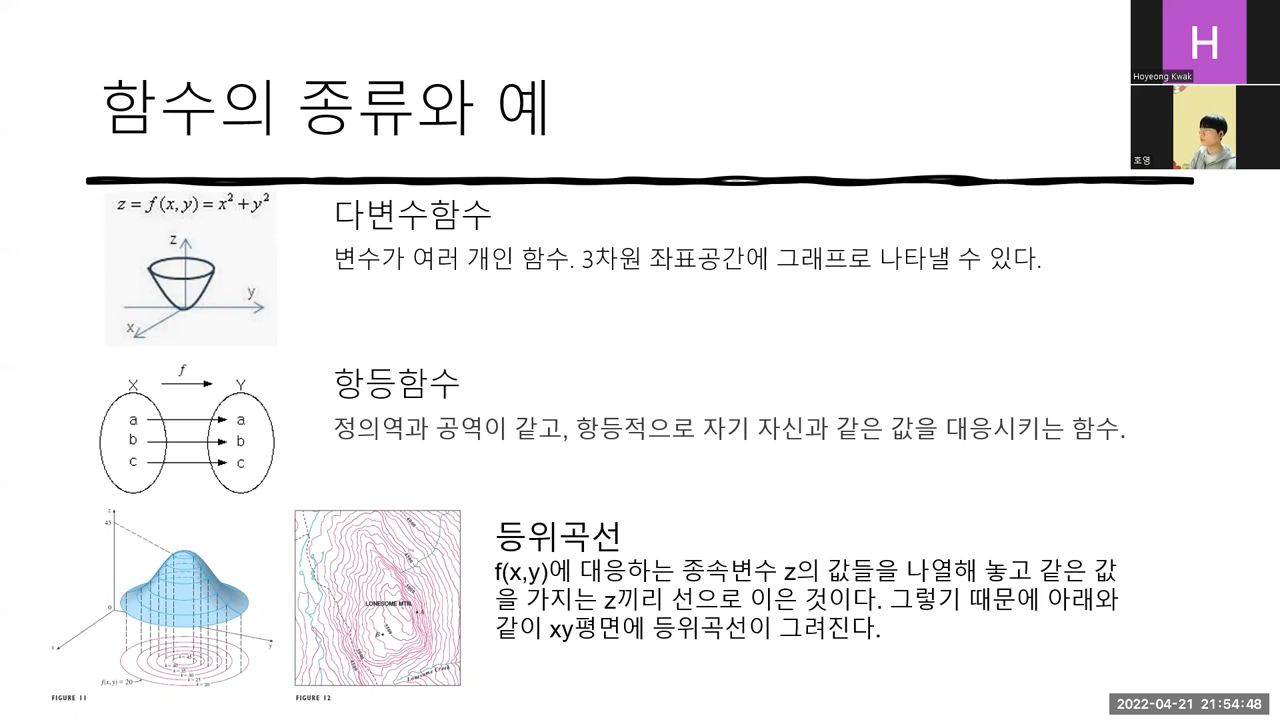 함수의 종류와 예
H
Hoyeong Kwak
호영
z = f(x, y) = x² + y²
z
y
x
다변수함수
변수가 여러 개인 함수. 3차원 좌표공간에 그래프로 나타낼 수 있다.
f
X Y
a a
b b
c c
항등함수
정의역과 공역이 같고, 항등적으로 자기 자신과 같은 값을 대응시키는 함수.
z
45
0
x
y
f(x, y) = 20
FIGURE 11
LONESOME MTN.
A
B
Lonesome Creek
FIGURE 12
등위곡선
f(x,y)에 대응하는 종속변수 z의 값들을 나열해 놓고 같은 값
을 가지는 z끼리 선으로 이은 것이다. 그렇기 때문에 아래와
같이 xy평면에 등위곡선이 그려진다.
2022-04-21 21:54:48